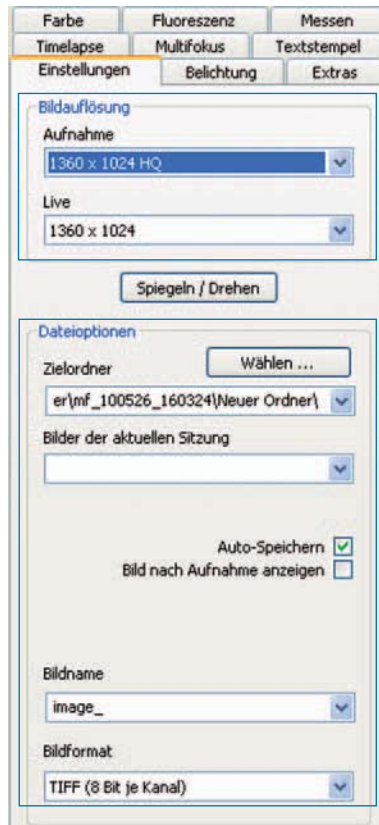 Farbe Fluoreszenz Messen
Timelapse Multifokus Textstempel
Einstellungen Belichtung Extras
Bildauflösung
Aufnahme
1360 x 1024 HQ
Live
1360 x 1024
Spiegeln / Drehen
Dateioptionen
Zielordner Wählen ...
er\mf_100526_160324\Neuer Ordner\
Bilder der aktuellen Sitzung
Auto-Speichern
Bild nach Aufnahme anzeigen
Bildname
image_
Bildformat
TIFF (8 Bit je Kanal)